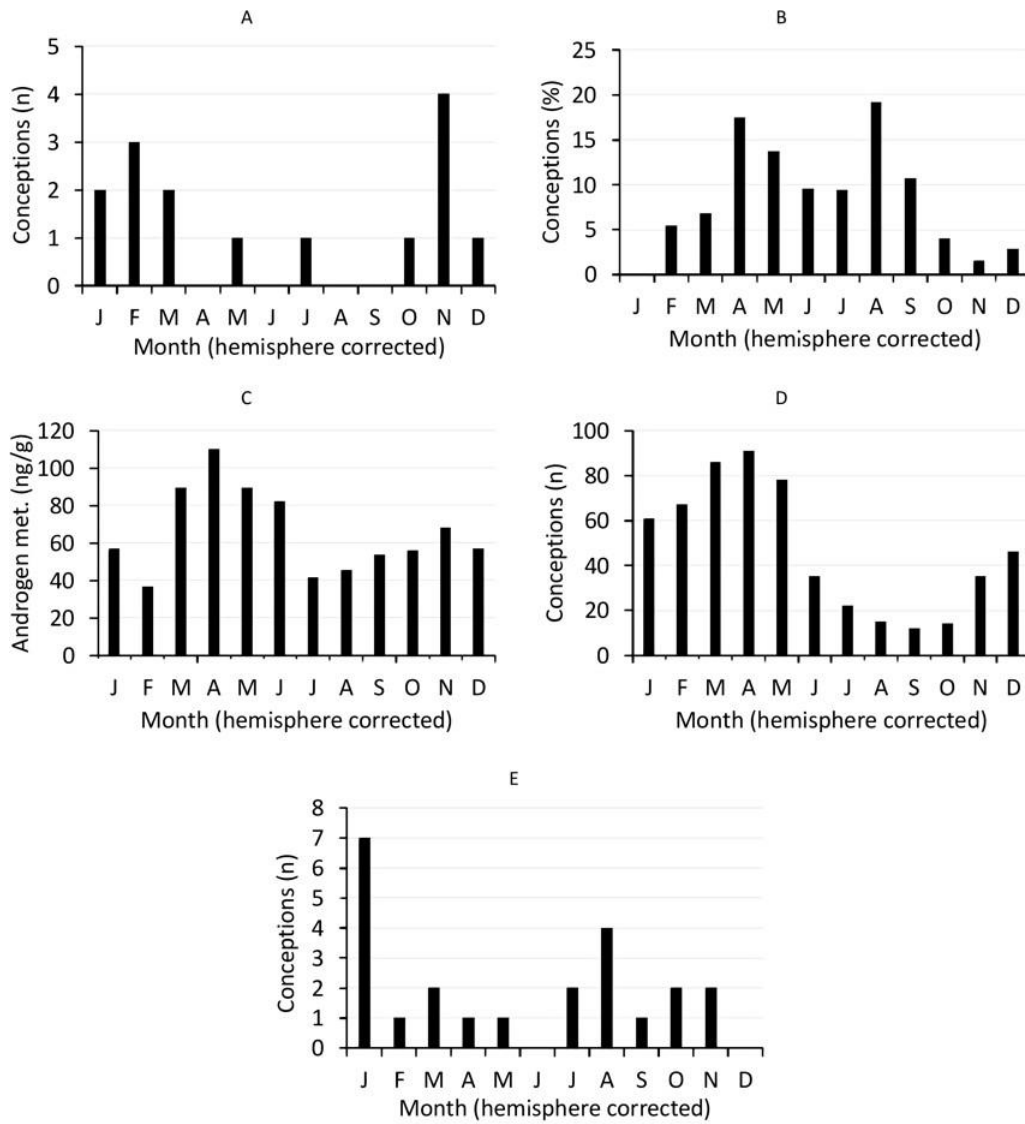 A
Conceptions (n)
5
4
3
2
1
0
J F M A M J J A S O N D
Month (hemisphere corrected)
B
Conceptions (%)
25
20
15
10
5
0
J F M A M J J A S O N D
Month (hemisphere corrected)
C
Androgen met. (ng/g)
120
100
80
60
40
20
0
J F M A M J J A S O N D
Month (hemisphere corrected)
D
Conceptions (n)
100
80
60
40
20
0
J F M A M J J A S O N D
Month (hemisphere corrected)
E
Conceptions (n)
8
7
6
5
4
3
2
1
0
J F M A M J J A S O N D
Month (hemisphere corrected)